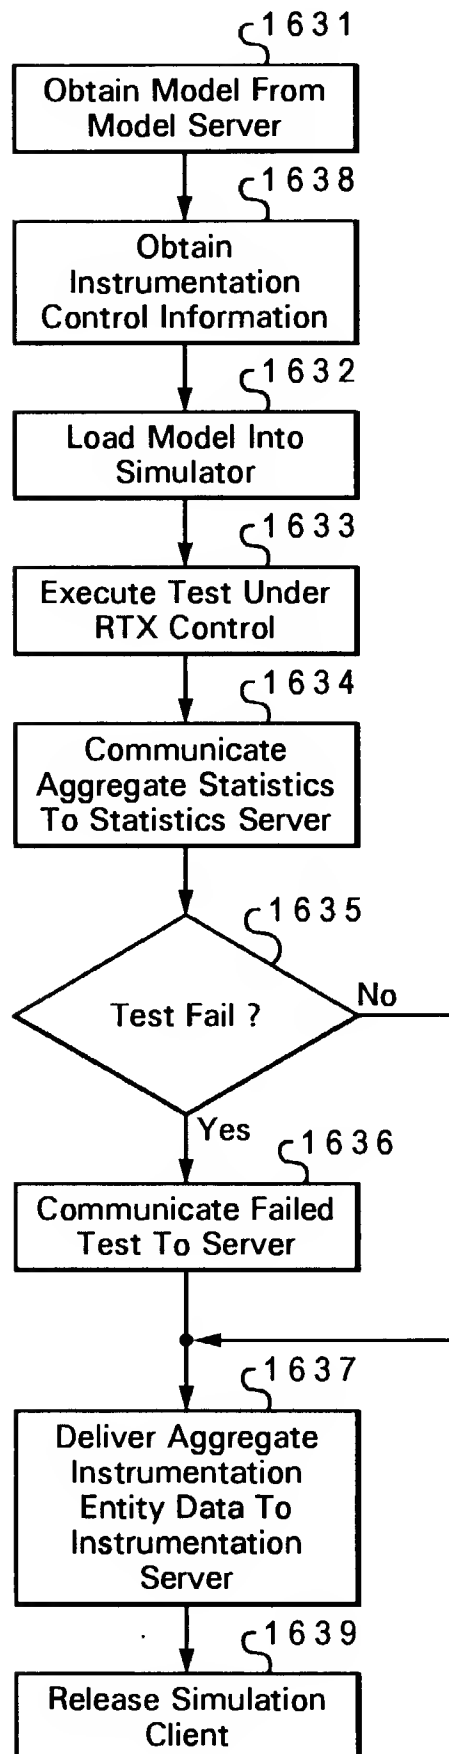 1631
Obtain Model From
Model Server
1638
Obtain
Instrumentation
Control Information
1632
Load Model Into
Simulator
1633
Execute Test Under
RTX Control
1634
Communicate
Aggregate Statistics
To Statistics Server
1635
Test Fail ?
No
Yes
1636
Communicate Failed
Test To Server
1637
Deliver Aggregate
Instrumentation
Entity Data To
Instrumentation
Server
1639
Release Simulation
Client